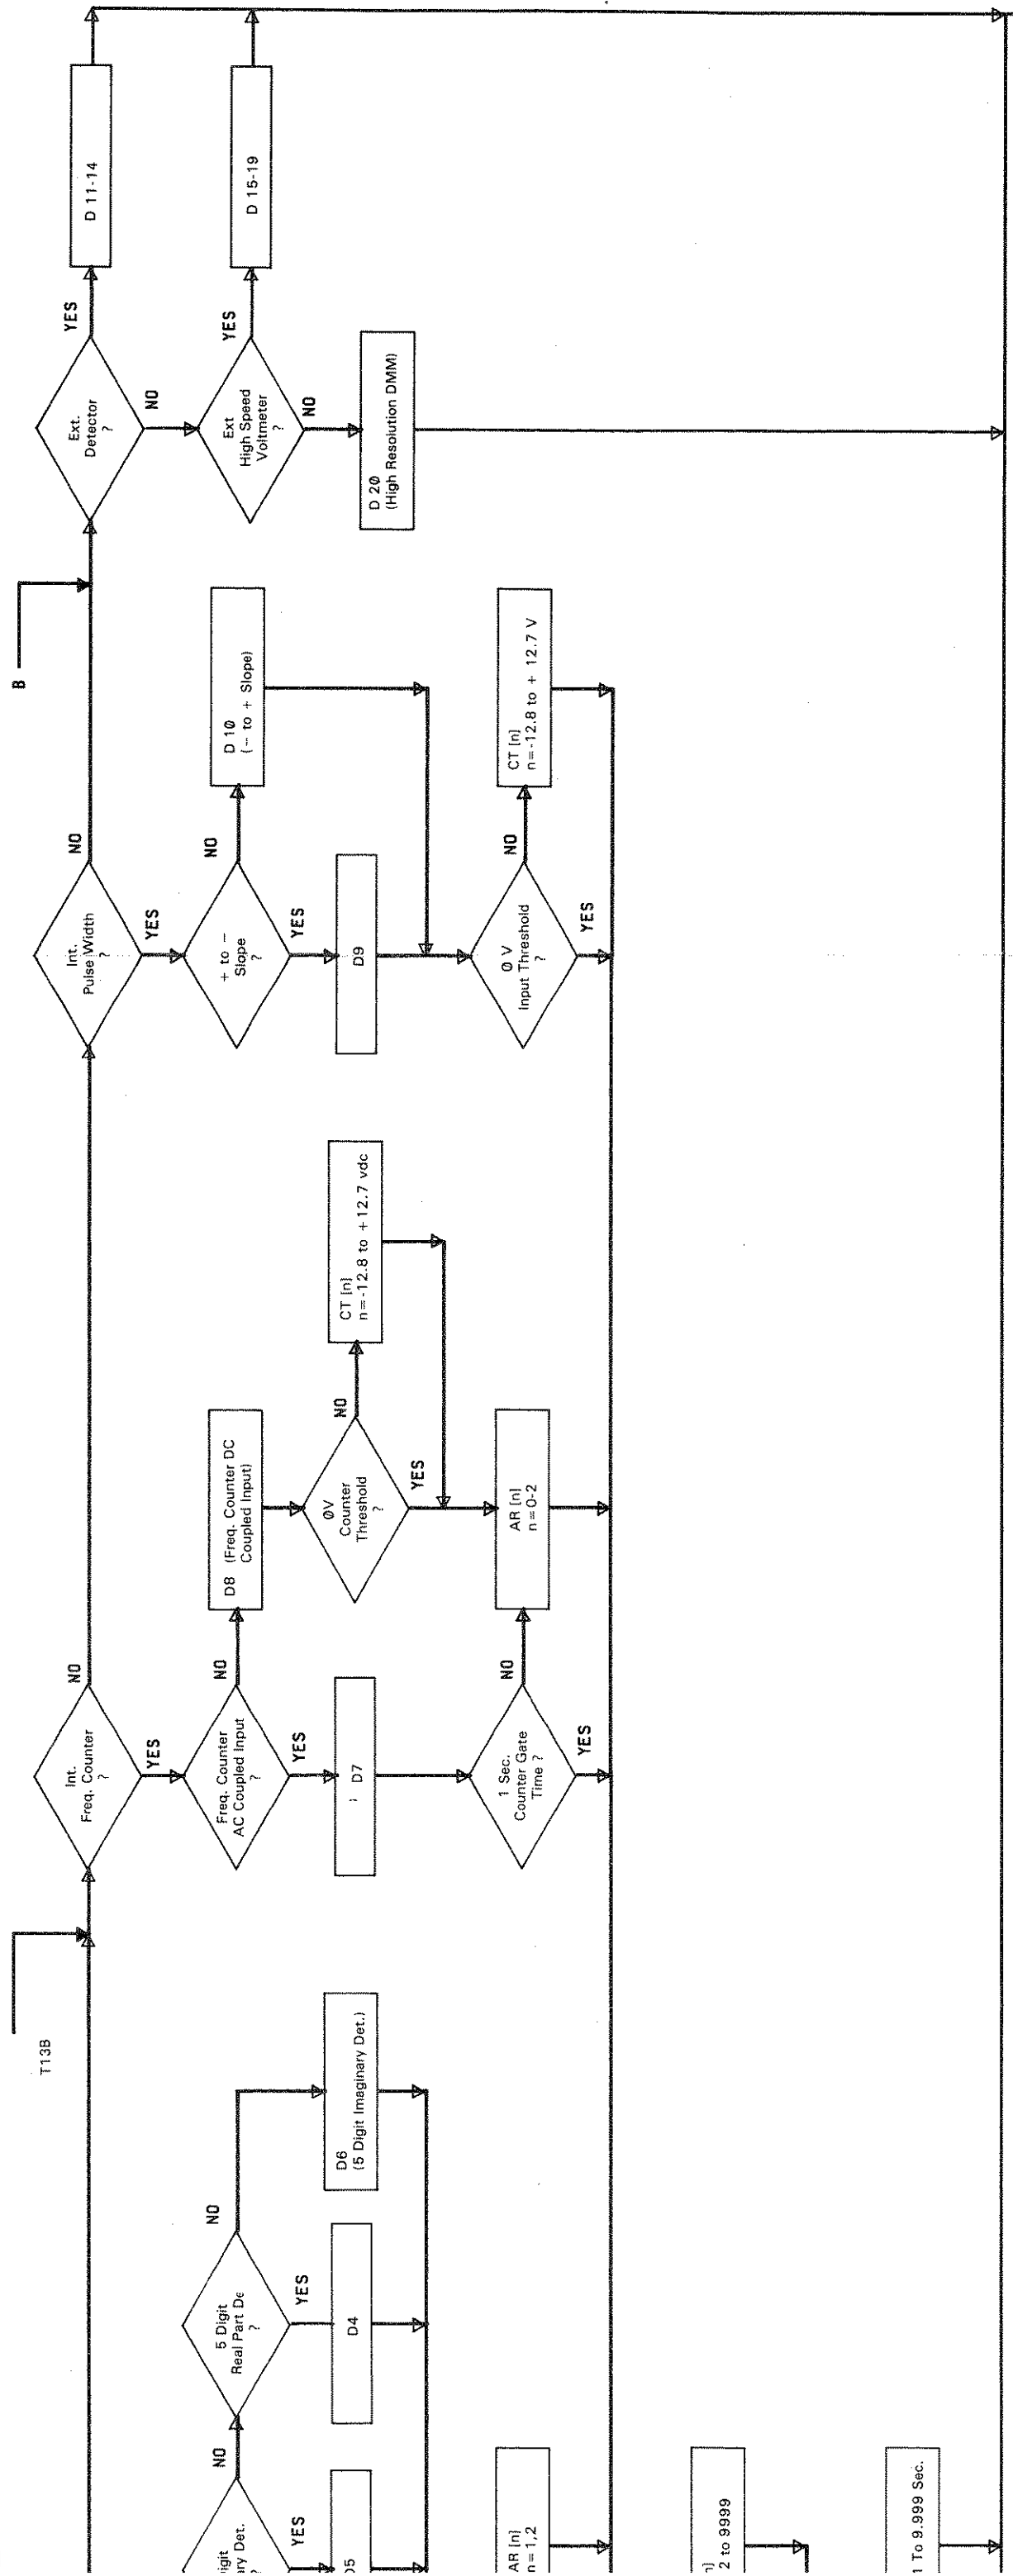 B
T13B
Ext.
Detector
?
YES
NO
D 11-14
Ext
High Speed
Voltmeter
?
YES
NO
D 15-19
D 20
(High Resolution DMM)
Int.
Pulse Width
?
NO
YES
+ to −
Slope
?
NO
YES
D 10
(− to + Slope)
D9
0 V
Input Threshold
?
NO
YES
CT [n]
n=-12.8 to + 12.7 V
Int.
Freq. Counter
?
NO
YES
Freq. Counter
AC Coupled Input
?
NO
YES
D8 (Freq. Counter DC
Coupled Input)
D7
0V
Counter
Threshold
?
NO
YES
CT [n]
n=-12.8 to +12.7 vdc
1 Sec.
Counter Gate
Time ?
NO
YES
AR [n]
n=0-2
5 Digit
Real Part De
?
NO
YES
D6
(5 Digit Imaginary Det.)
D4
igit
ry Det.
?
NO
YES
D5
AR [n]
n=1,2
n]
2 to 9999
1 To 9.999 Sec.